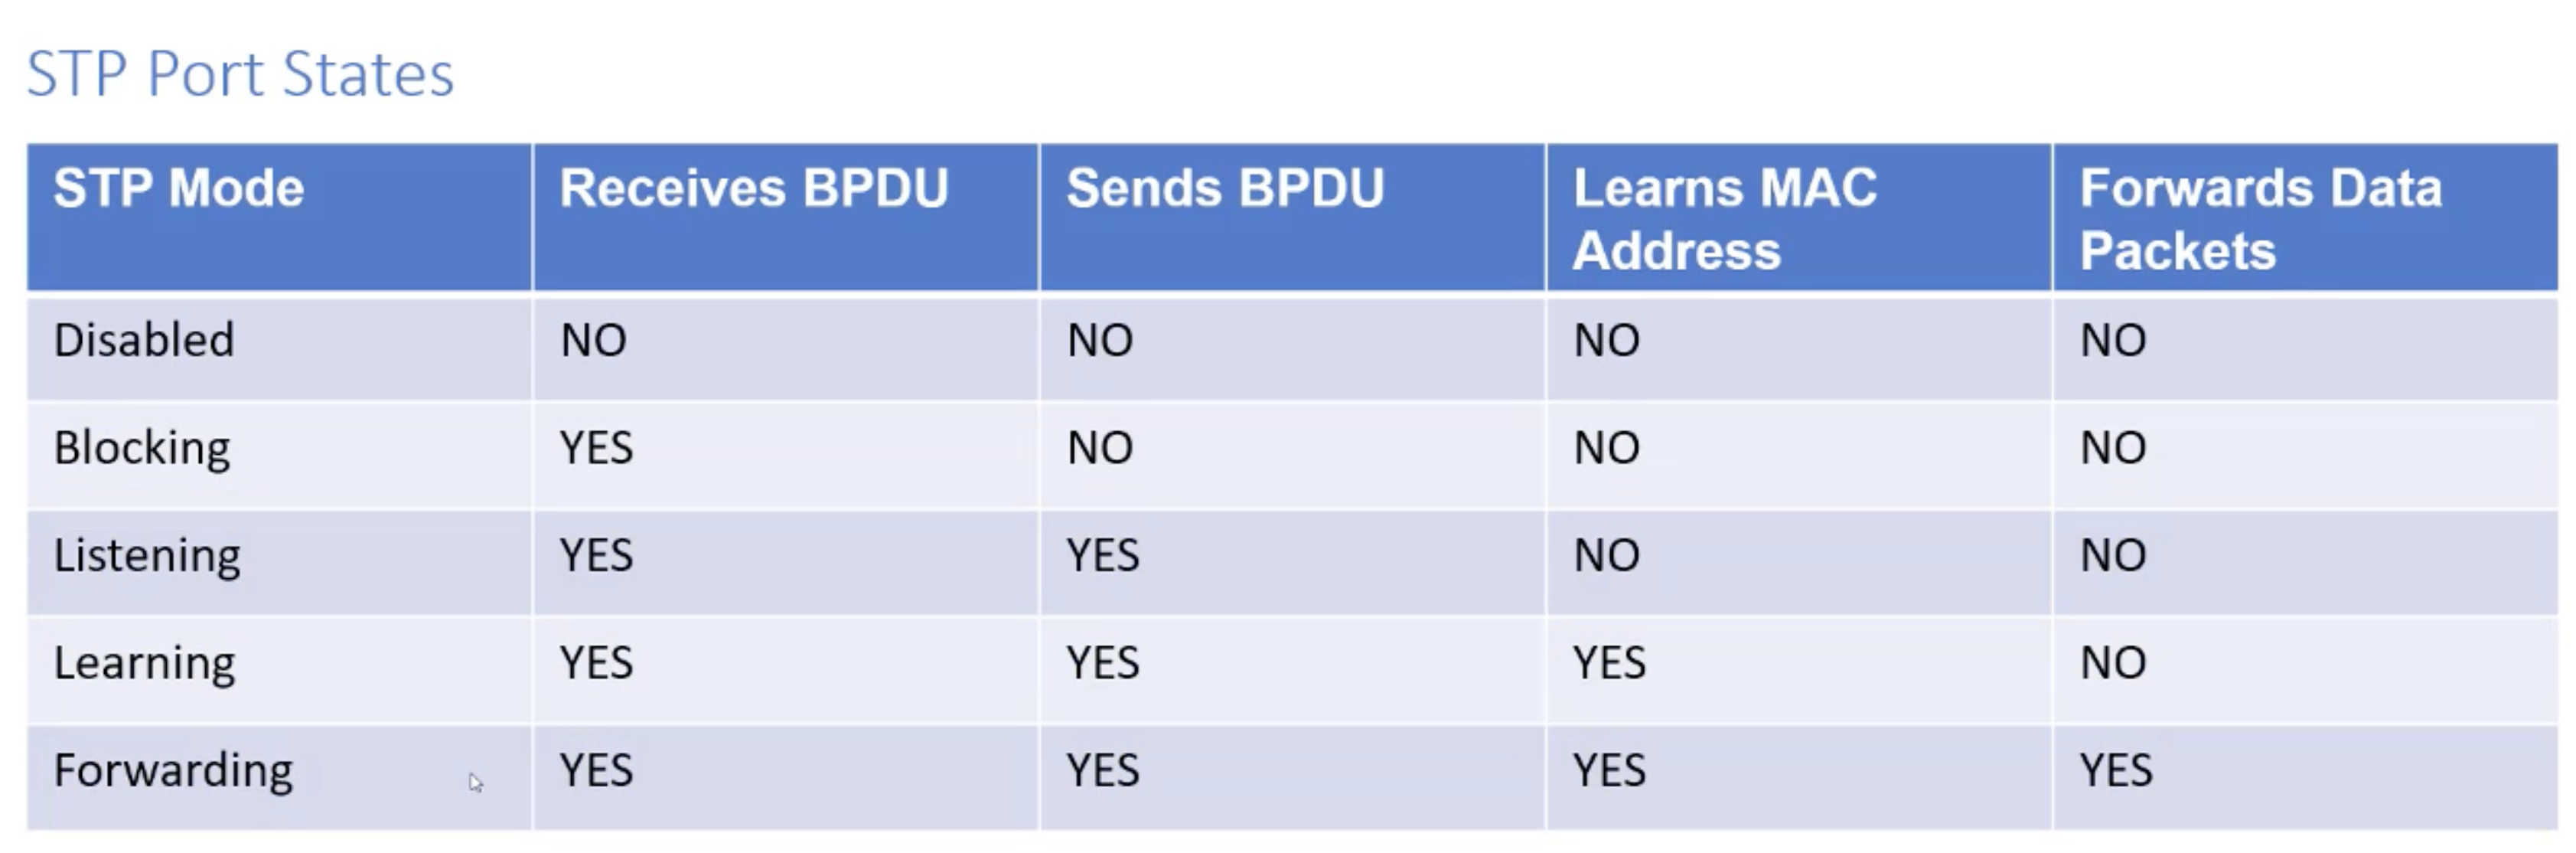 STP Port States
STP Mode Receives BPDU Sends BPDU Learns MAC Address Forwards Data Packets
Disabled NO NO NO NO
Blocking YES NO NO NO
Listening YES YES NO NO
Learning YES YES YES NO
Forwarding YES YES YES YES